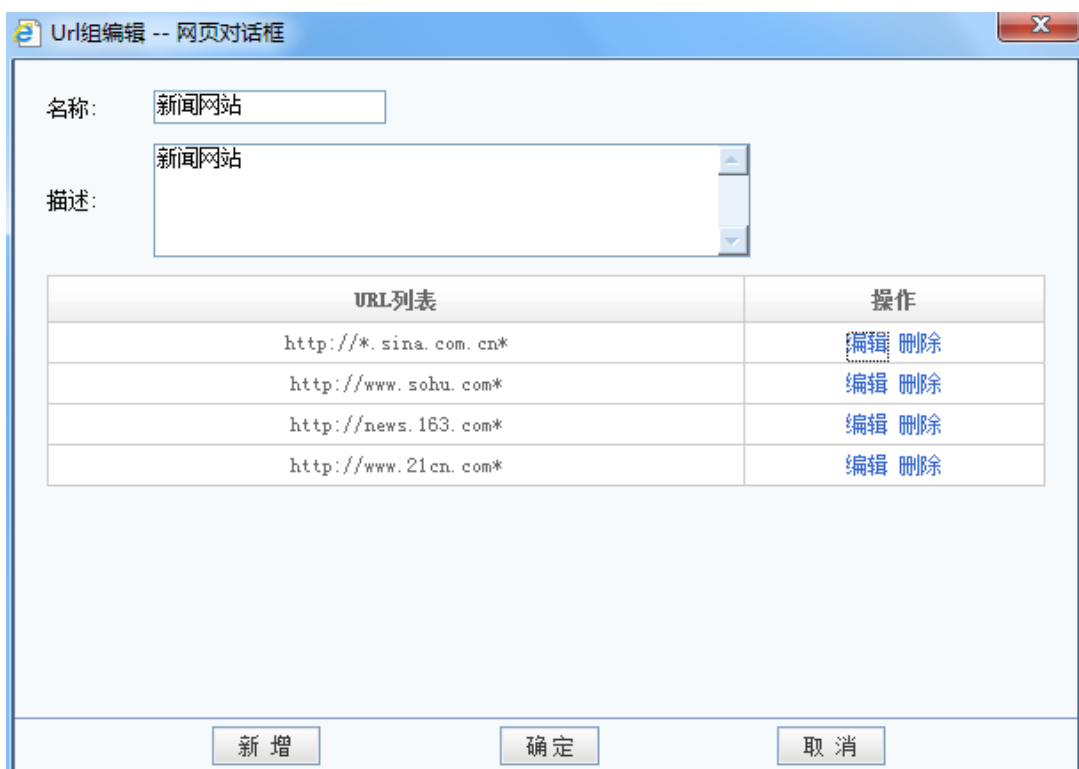 Url组编辑 -- 网页对话框
名称: 新闻网站
描述: 新闻网站
URL列表 操作
http://*.sina.com.cn* 编辑 删除
http://www.sohu.com* 编辑 删除
http://news.163.com* 编辑 删除
http://www.21cn.com* 编辑 删除
新 增 确定 取 消